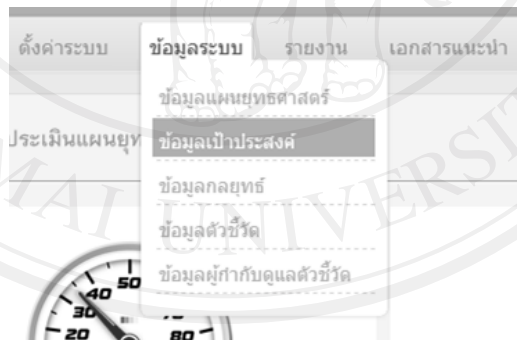 ตั้งค่าระบบ ข้อมูลระบบ รายงาน เอกสารแนะนำ
ข้อมูลแผนยุทธศาสตร์
ประเมินแผนยุท
ข้อมูลเป้าประสงค์
ข้อมูลกลยุทธ์
ข้อมูลตัวชี้วัด
ข้อมูลผู้กำกับดูแลตัวชี้วัด
50
40
30
20 80
MAI UNIVERSI